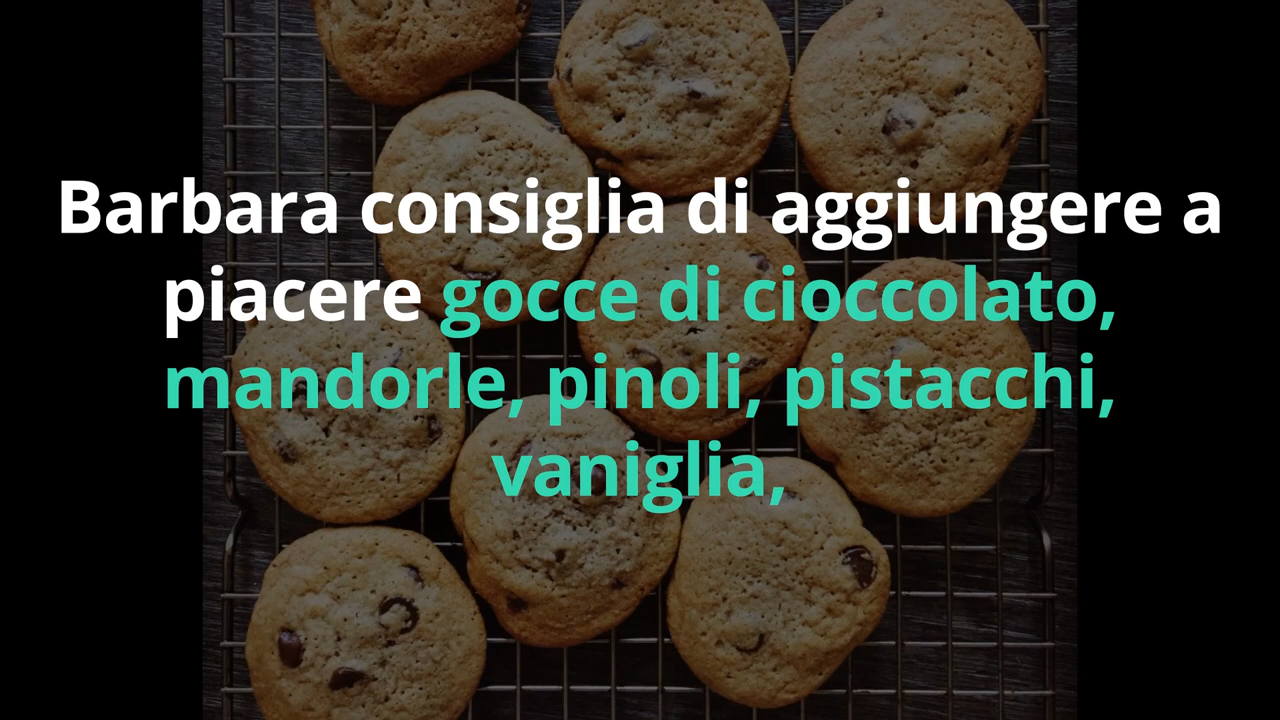 Barbara consiglia di aggiungere a
piacere gocce di cioccolato,
mandorle, pinoli, pistacchi,
vaniglia,